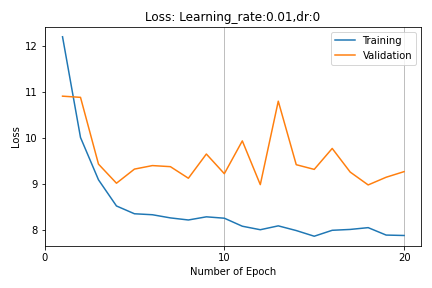 Loss: Learning_rate:0.01,dr:0
Training
Validation
12
11
10
9
8
Loss
0
10
20
Number of Epoch